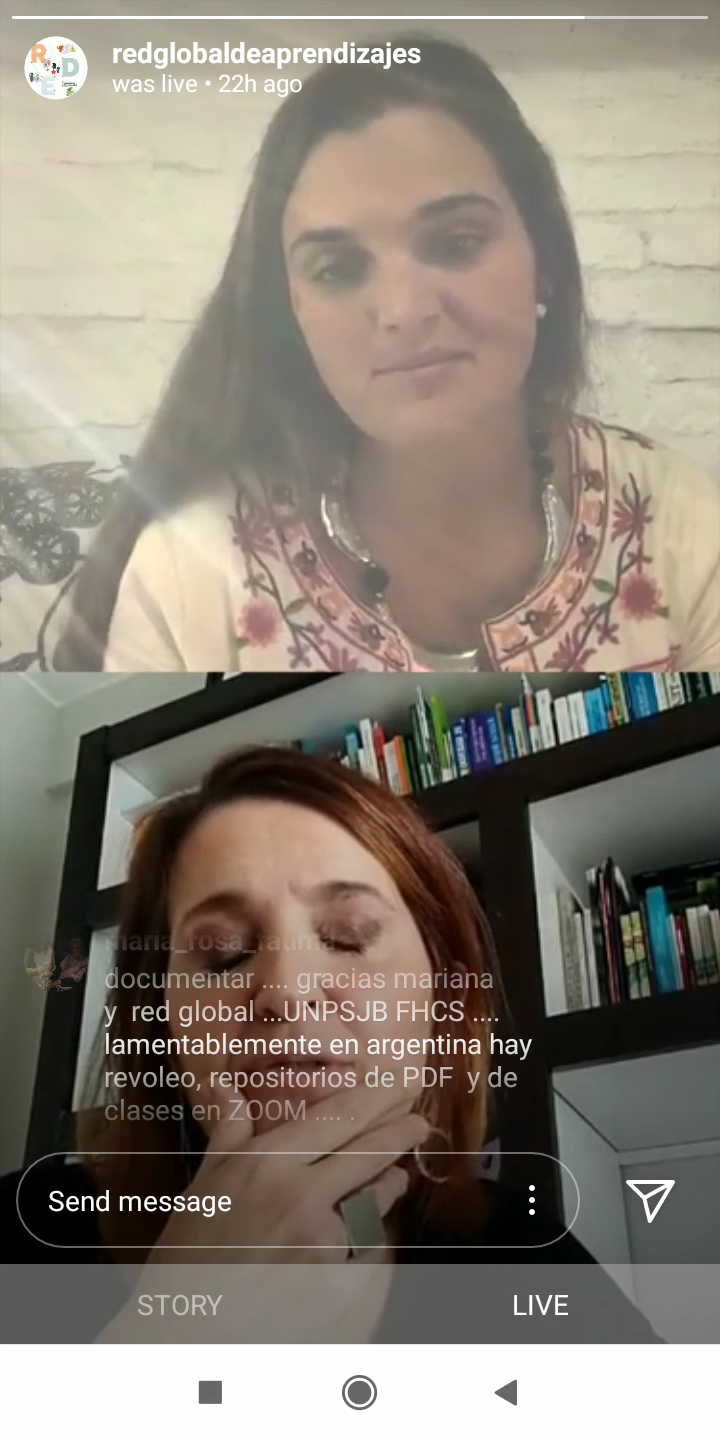 redglobaldeaprendizajes
was live • 22h ago
maria_rosa_fatima
documentar .... gracias mariana
y red global ...UNPSJB FHCS ....
lamentablemente en argentina hay
revoleo, repositorios de PDF y de
clases en ZOOM .... .
Send message
STORY
LIVE